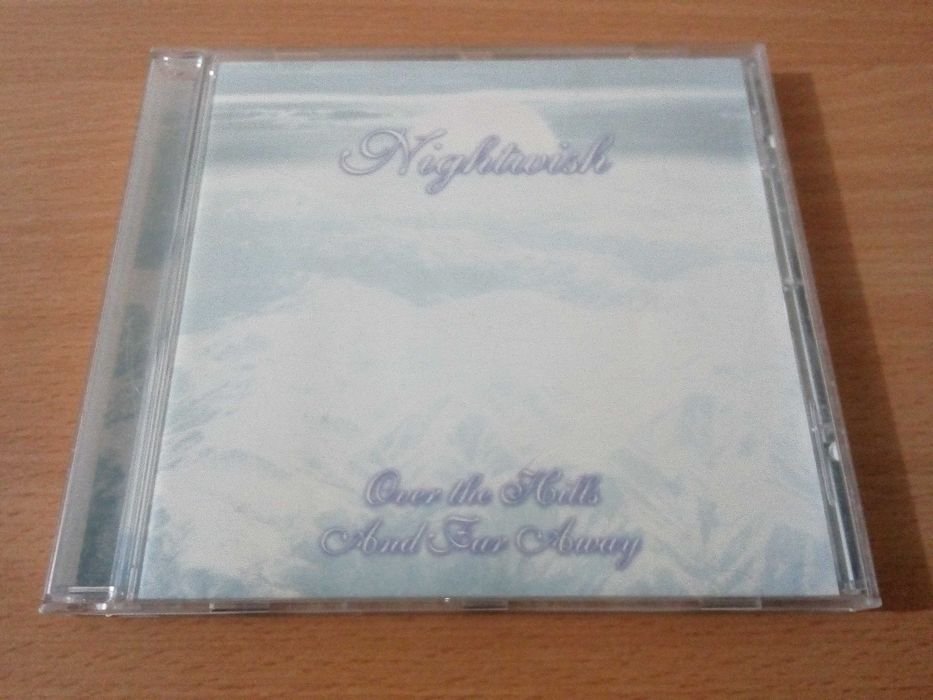 Nightwish
Over the Hills
And Far Away